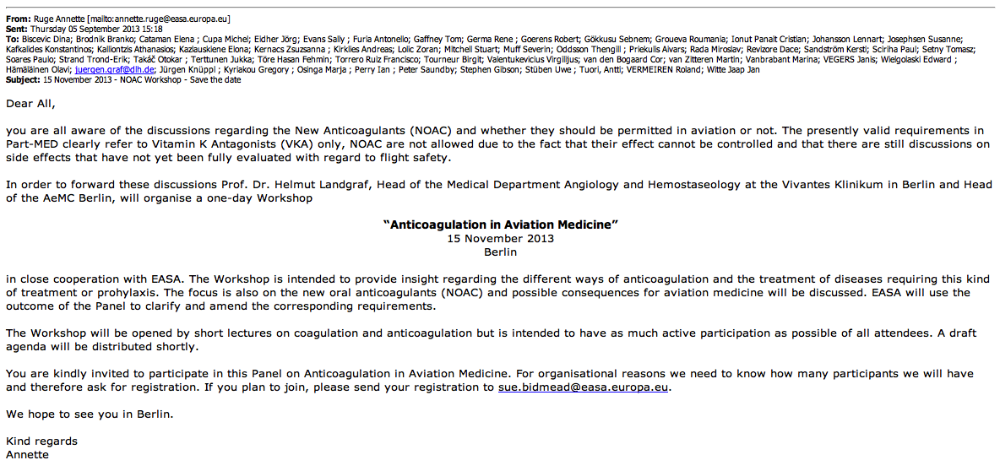 From: Ruge Annette [mailto:annette.ruge@easa.europa.eu]
Sent: Thursday 05 September 2013 15:18
To: Biscevic Dina; Brodnik Branko; Cataman Elena ; Cupa Michel; Eidher Jörg; Evans Sally ; Furia Antonello; Gaffney Tom; Germa Rene ; Goerens Robert; Gökkusu Sebnem; Groueva Roumania; Ionut Panait Cristian; Johansson Lennart; Josephsen Susanne;
Kafkalides Konstantinos; Kalliontzis Athanasios; Kazlauskiene Elona; Kernacs Zsuzsanna ; Kirklies Andreas; Lolic Zoran; Mitchell Stuart; Muff Severin; Oddsson Thengill ; Priekulis Aivars; Rada Miroslav; Revizore Dace; Sandström Kersti; Sciriha Paul; Setny Tomasz;
Soares Paulo; Strand Trond-Erik; Takáč Otokar ; Terttunen Jukka; Töre Hasan Fehmin; Torrero Ruiz Francisco; Tourneur Birgit; Valentukevicius Virgilijus; van den Bogaard Cor; van Zitteren Martin; Vanbrabant Marina; VEGERS Janis; Wielgolaski Edward ;
Hämäläinen Olavi; juergen.graf@dlh.de; Jürgen Knüppl ; Kyriakou Gregory ; Osinga Marja ; Perry Ian ; Peter Saundby; Stephen Gibson; Stüben Uwe ; Tuori, Antti; VERMEIREN Roland; Witte Jaap Jan
Subject: 15 November 2013 - NOAC Workshop - Save the date
Dear All,
you are all aware of the discussions regarding the New Anticoagulants (NOAC) and whether they should be permitted in aviation or not. The presently valid requirements in
Part-MED clearly refer to Vitamin K Antagonists (VKA) only, NOAC are not allowed due to the fact that their effect cannot be controlled and that there are still discussions on
side effects that have not yet been fully evaluated with regard to flight safety.
In order to forward these discussions Prof. Dr. Helmut Landgraf, Head of the Medical Department Angiology and Hemostaseology at the Vivantes Klinikum in Berlin and Head
of the AeMC Berlin, will organise a one-day Workshop
“Anticoagulation in Aviation Medicine”
15 November 2013
Berlin
in close cooperation with EASA. The Workshop is intended to provide insight regarding the different ways of anticoagulation and the treatment of diseases requiring this kind
of treatment or prohylaxis. The focus is also on the new oral anticoagulants (NOAC) and possible consequences for aviation medicine will be discussed. EASA will use the
outcome of the Panel to clarify and amend the corresponding requirements.
The Workshop will be opened by short lectures on coagulation and anticoagulation but is intended to have as much active participation as possible of all attendees. A draft
agenda will be distributed shortly.
You are kindly invited to participate in this Panel on Anticoagulation in Aviation Medicine. For organisational reasons we need to know how many participants we will have
and therefore ask for registration. If you plan to join, please send your registration to sue.bidmead@easa.europa.eu.
We hope to see you in Berlin.
Kind regards
Annette